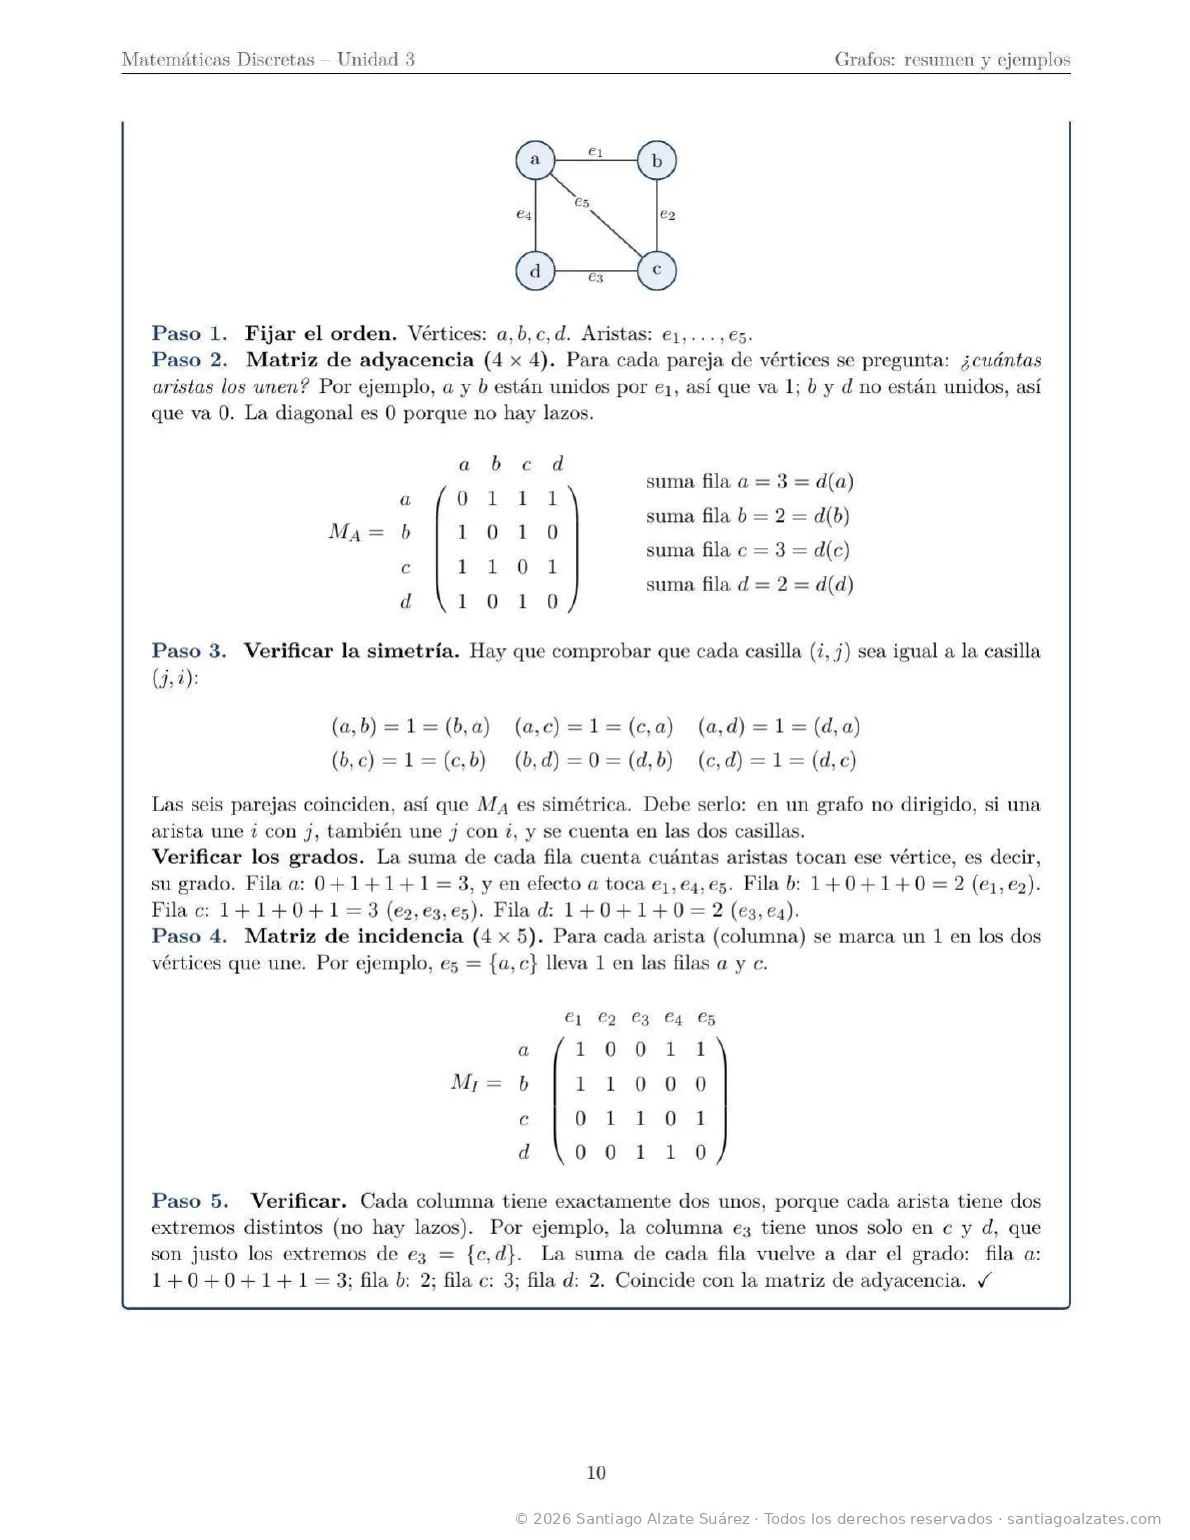 Matemáticas Discretas – Unidad 3
Grafos: resumen y ejemplos
a e₁ b
e₅
e₄ e₂
d e₃ c
Paso 1. Fijar el orden. Vértices: a, b, c, d. Aristas: e₁, . . . , e₅.
Paso 2. Matriz de adyacencia (4 × 4). Para cada pareja de vértices se pregunta: ¿cuántas
aristas los unen? Por ejemplo, a y b están unidos por e₁, así que va 1; b y d no están unidos, así
que va 0. La diagonal es 0 porque no hay lazos.
a b c d
a 0 1 1 1
M_A = b 1 0 1 0
c 1 1 0 1
d 1 0 1 0
suma fila a = 3 = d(a)
suma fila b = 2 = d(b)
suma fila c = 3 = d(c)
suma fila d = 2 = d(d)
Paso 3. Verificar la simetría. Hay que comprobar que cada casilla (i, j) sea igual a la casilla
(j, i):
(a, b) = 1 = (b, a) (a, c) = 1 = (c, a) (a, d) = 1 = (d, a)
(b, c) = 1 = (c, b) (b, d) = 0 = (d, b) (c, d) = 1 = (d, c)
Las seis parejas coinciden, así que M_A es simétrica. Debe serlo: en un grafo no dirigido, si una
arista une i con j, también une j con i, y se cuenta en las dos casillas.
Verificar los grados. La suma de cada fila cuenta cuántas aristas tocan ese vértice, es decir,
su grado. Fila a: 0 + 1 + 1 + 1 = 3, y en efecto a toca e₁, e₄, e₅. Fila b: 1 + 0 + 1 + 0 = 2 (e₁, e₂).
Fila c: 1 + 1 + 0 + 1 = 3 (e₂, e₃, e₅). Fila d: 1 + 0 + 1 + 0 = 2 (e₃, e₄).
Paso 4. Matriz de incidencia (4 × 5). Para cada arista (columna) se marca un 1 en los dos
vértices que une. Por ejemplo, e₅ = {a, c} lleva 1 en las filas a y c.
e₁ e₂ e₃ e₄ e₅
a 1 0 0 1 1
M_I = b 1 1 0 0 0
c 0 1 1 0 1
d 0 0 1 1 0
Paso 5. Verificar. Cada columna tiene exactamente dos unos, porque cada arista tiene dos
extremos distintos (no hay lazos). Por ejemplo, la columna e₃ tiene unos solo en c y d, que
son justo los extremos de e₃ = {c, d}. La suma de cada fila vuelve a dar el grado: fila a:
1 + 0 + 0 + 1 + 1 = 3; fila b: 2; fila c: 3; fila d: 2. Coincide con la matriz de adyacencia. ✓
10
© 2026 Santiago Alzate Suárez · Todos los derechos reservados · santiagoalzates.com